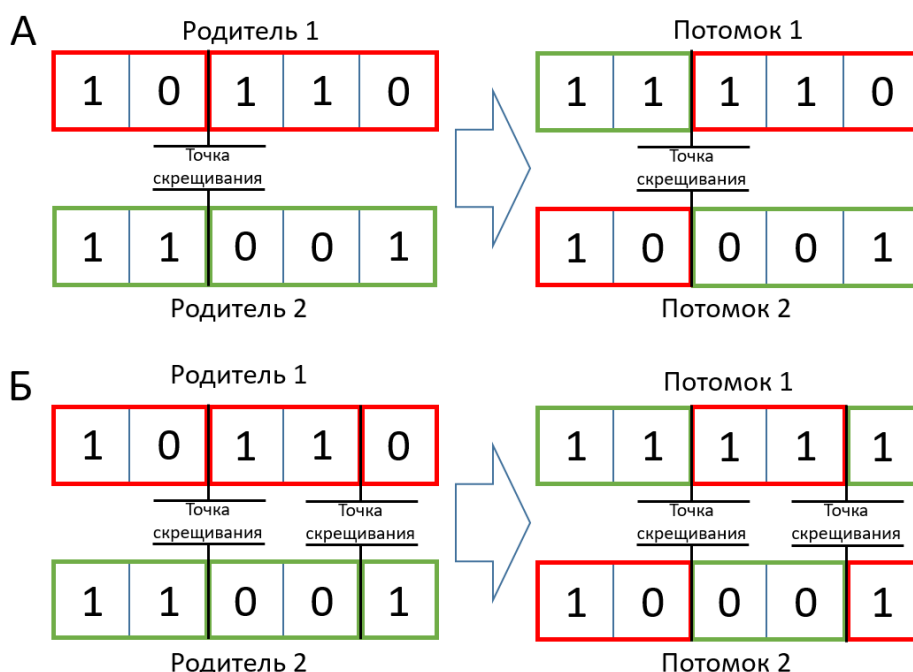 А
Родитель 1
Потомок 1
1 0 1 1 0
1 1 1 1 0
Точка
скрещивания
Точка
скрещивания
1 1 0 0 1
1 0 0 0 1
Родитель 2
Потомок 2
Б
Родитель 1
Потомок 1
1 0 1 1 0
1 1 1 1 1
Точка
скрещивания
Точка
скрещивания
Точка
скрещивания
Точка
скрещивания
1 1 0 0 1
1 0 0 0 1
Родитель 2
Потомок 2